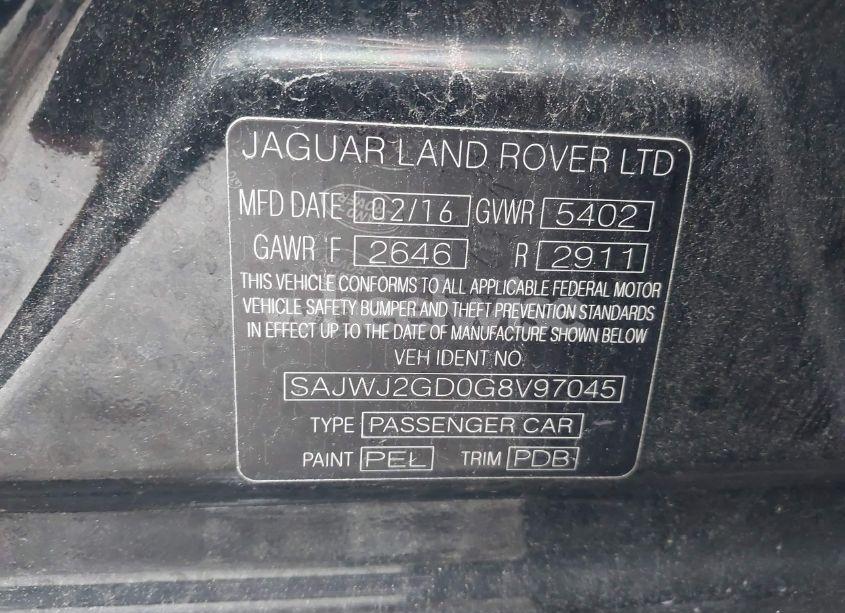 JAGUAR LAND ROVER LTD
MFD DATE 02/16 GVWR 5402
GAWR F 2646 R 2911
THIS VEHICLE CONFORMS TO ALL APPLICABLE FEDERAL MOTOR
VEHICLE SAFETY BUMPER AND THEFT PREVENTION STANDARDS
IN EFFECT UP TO THE DATE OF MANUFACTURE SHOWN BELOW
VEH IDENT NO.
SAJWJ2GD0G8V97045
TYPE PASSENGER CAR
PAINT PEL TRIM PDB